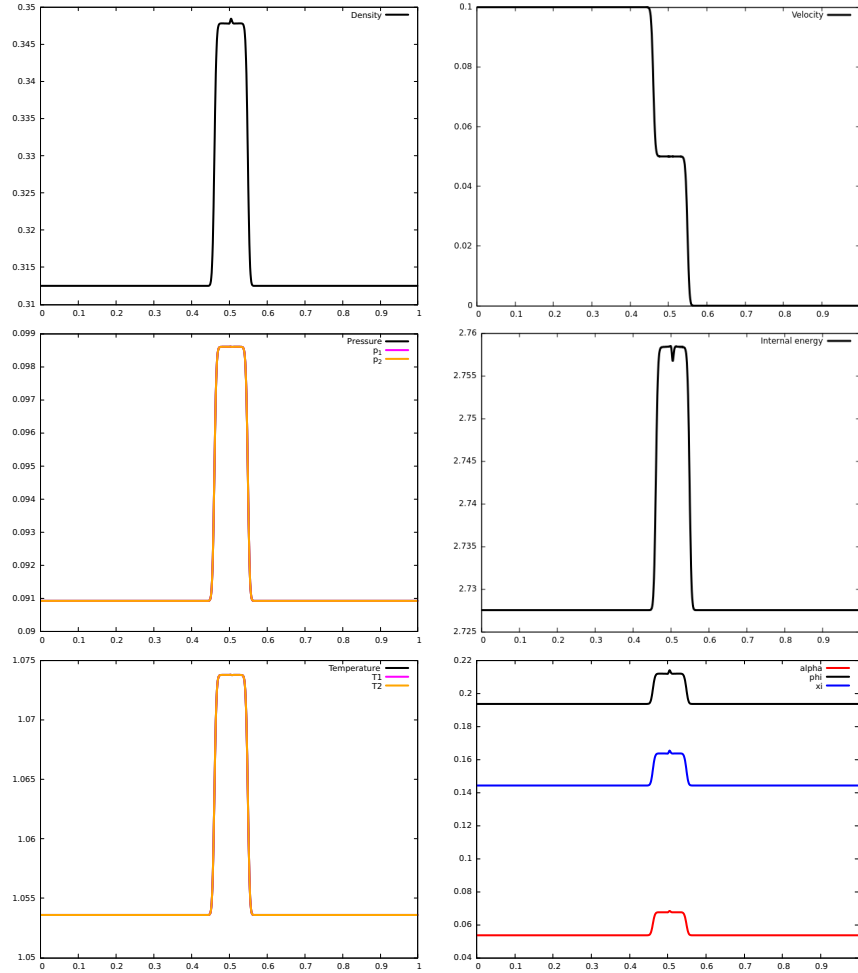 Density
0.35
0.345
0.34
0.335
0.33
0.325
0.32
0.315
0.31
0 0.1 0.2 0.3 0.4 0.5 0.6 0.7 0.8 0.9 1
Velocity
0.1
0.08
0.06
0.04
0.02
0
0 0.1 0.2 0.3 0.4 0.5 0.6 0.7 0.8 0.9
Pressure
p1
p2
0.099
0.098
0.097
0.096
0.095
0.094
0.093
0.092
0.091
0.09
0 0.1 0.2 0.3 0.4 0.5 0.6 0.7 0.8 0.9 1
Internal energy
2.76
2.755
2.75
2.745
2.74
2.735
2.73
2.725
0 0.1 0.2 0.3 0.4 0.5 0.6 0.7 0.8 0.9
Temperature
T1
T2
1.075
1.07
1.065
1.06
1.055
1.05
0 0.1 0.2 0.3 0.4 0.5 0.6 0.7 0.8 0.9 1
alpha
phi
xi
0.22
0.2
0.18
0.16
0.14
0.12
0.1
0.08
0.06
0.04
0 0.1 0.2 0.3 0.4 0.5 0.6 0.7 0.8 0.9